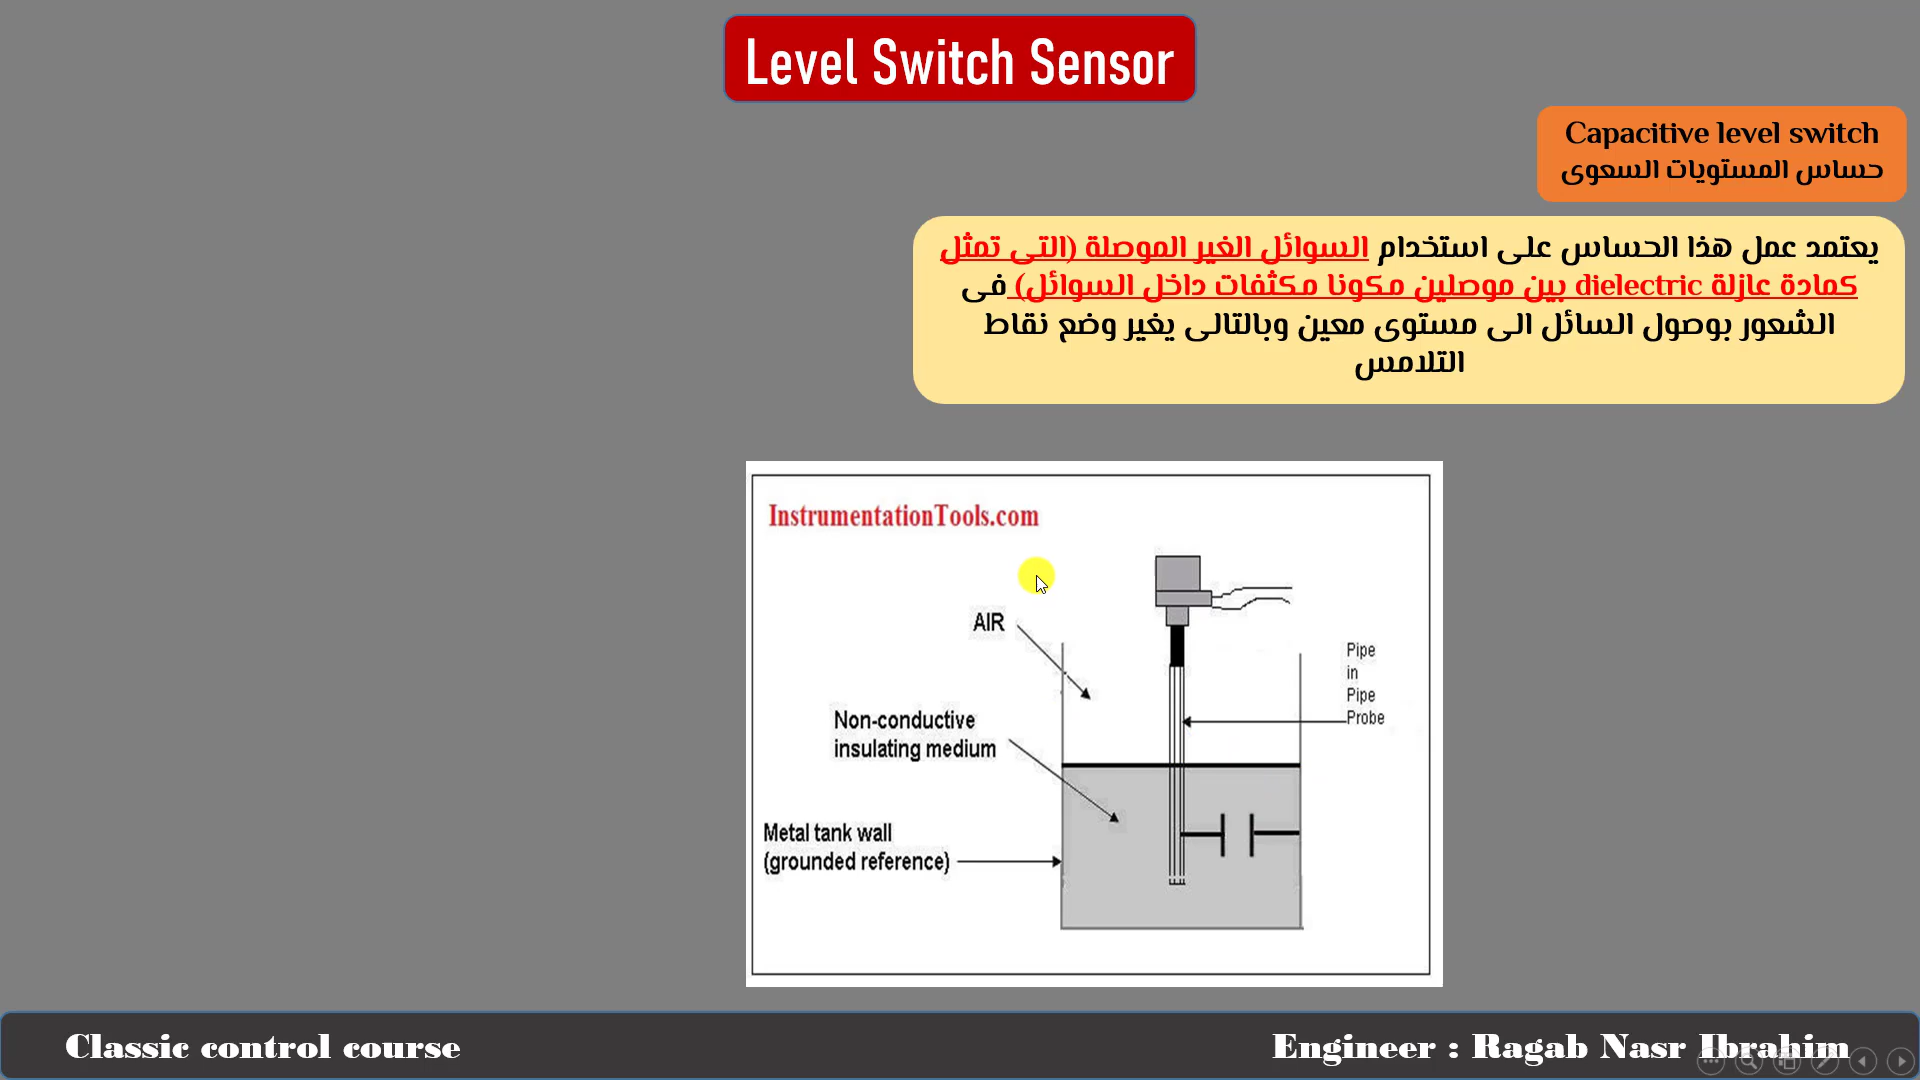 Level Switch Sensor
Capacitive level switch
حساس المستويات السعوى
يعتمد عمل هذا الحساس على استخدام السوائل الغير الموصلة (التى تمثل
كمادة عازلة dielectric بين موصلين مكونا مكثفات داخل السوائل) فى
الشعور بوصول السائل الى مستوى معين وبالتالى يغير وضع نقاط
التلامس
InstrumentationTools.com
AIR
Pipe
in
Pipe
Probe
Non-conductive
insulating medium
Metal tank wall
(grounded reference)
Classic control course
Engineer : Ragab Nasr Ibrahim